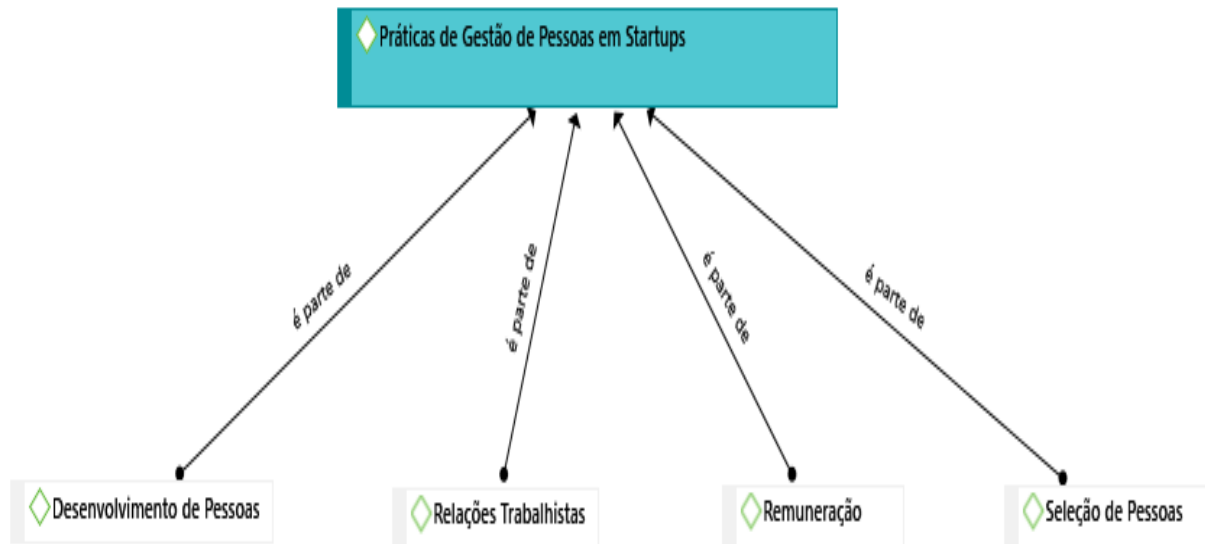 Práticas de Gestão de Pessoas em Startups
é parte de
é parte de
é parte de
é parte de
Desenvolvimento de Pessoas
Relações Trabalhistas
Remuneração
Seleção de Pessoas